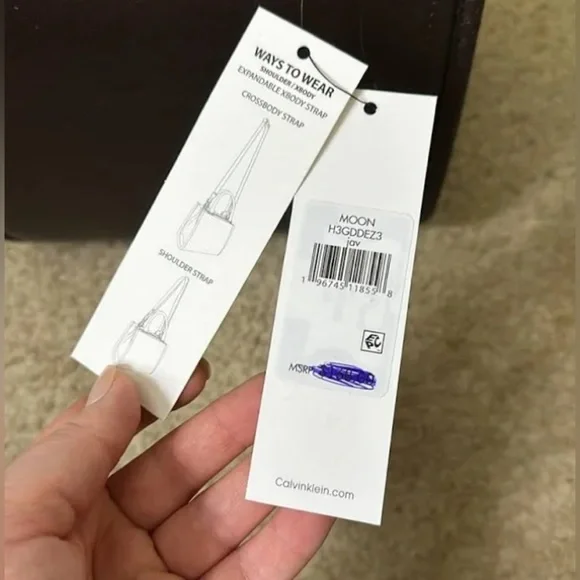 WAYS TO WEAR
SHOULDER / XBODY
EXPANDABLE XBODY STRAP
CROSSBODY STRAP
SHOULDER STRAP
MOON
H3GDDEZ3
jav
1 96745 11855 8
MSRP
Calvinklein.com